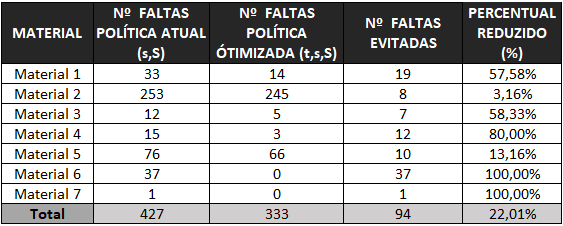 MATERIAL Nº FALTAS POLÍTICA ATUAL (s,S) Nº FALTAS POLÍTICA ÓTIMIZADA (t,s,S) Nº FALTAS EVITADAS PERCENTUAL REDUZIDO (%)
Material 1 33 14 19 57,58%
Material 2 253 245 8 3,16%
Material 3 12 5 7 58,33%
Material 4 15 3 12 80,00%
Material 5 76 66 10 13,16%
Material 6 37 0 37 100,00%
Material 7 1 0 1 100,00%
Total 427 333 94 22,01%